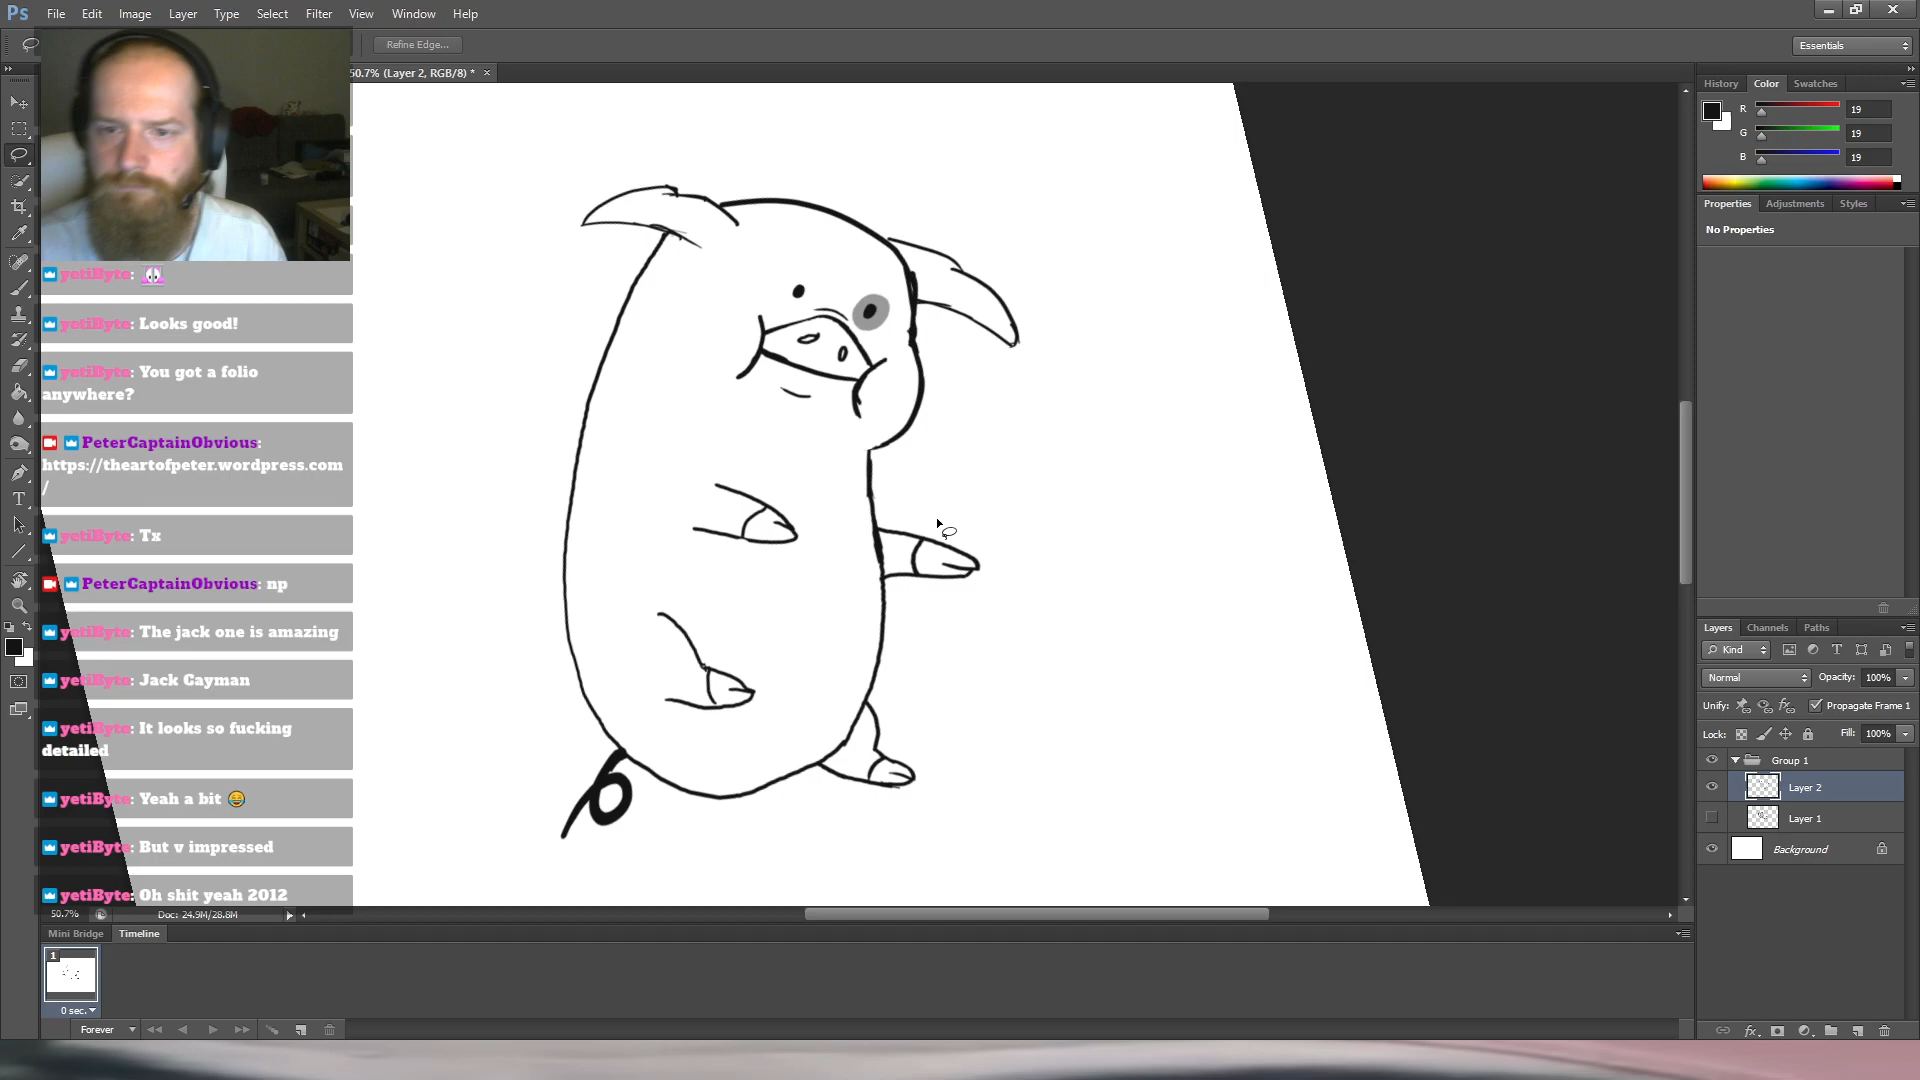 Ps File Edit Image Layer Type Select Filter View Window Help
Refine Edge...
Essentials
50.7% (Layer 2, RGB/8) * ×
History Color Swatches
R 19
G 19
B 19
Properties Adjustments Styles
No Properties
yetiByte:
yetiByte: Looks good!
yetiByte: You got a folio
anywhere?
PeterCaptainObvious:
https://theartofpeter.wordpress.com
/
yetiByte: Tx
PeterCaptainObvious: np
yetiByte: The jack one is amazing
yetiByte: Jack Cayman
yetiByte: It looks so fucking
detailed
yetiByte: Yeah a bit 😂
yetiByte: But v impressed
yetiByte: Oh shit yeah 2012
Layers Channels Paths
Kind
Normal Opacity: 100%
Unify: Propagate Frame 1
Lock: Fill: 100%
Group 1
Layer 2
Layer 1
Background
50.7% Doc: 24.9M/28.8M
Mini Bridge Timeline
1
0 sec.
Forever